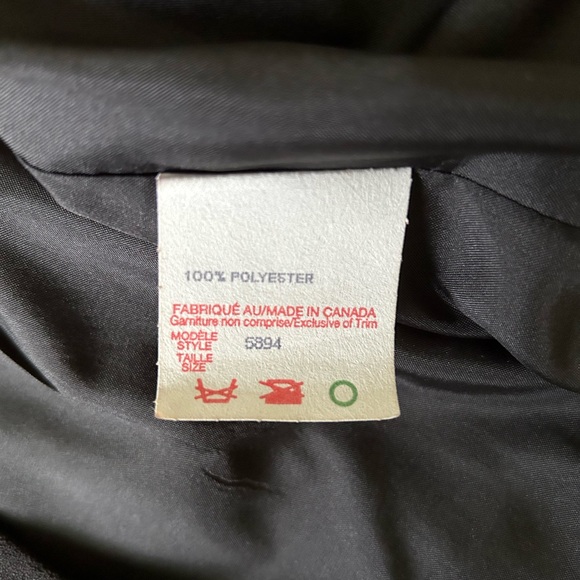 100% POLYESTER
FABRIQUÉ AU/MADE IN CANADA
Garniture non comprise/Exclusive of Trim
MODÈLE
STYLE 5894
TAILLE
SIZE